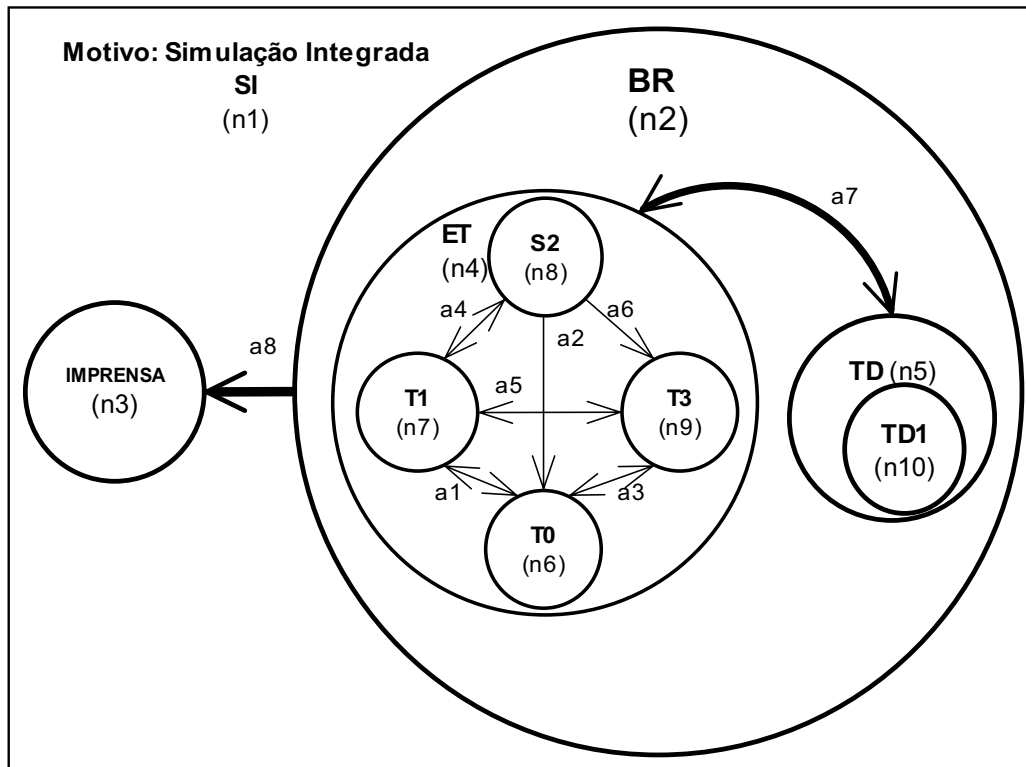 Motivo: Simulação Integrada
SI
(n1)
BR
(n2)
a7
ET
(n4)
S2
(n8)
a4
a6
a2
a8
IMPRENSA
(n3)
T1
(n7)
a5
T3
(n9)
TD (n5)
TD1
(n10)
a1
a3
T0
(n6)